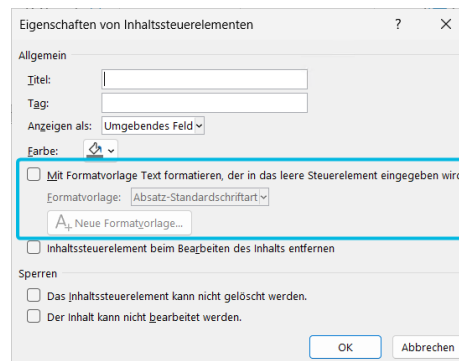 Eigenschaften von Inhaltssteuerelementen ? ×
Allgemein
Titel:
Tag:
Anzeigen als: Umgebendes Feld
Farbe:
Mit Formatvorlage Text formatieren, der in das leere Steuerelement eingegeben wird
Formatvorlage: Absatz-Standardschriftart
A+ Neue Formatvorlage...
Inhaltssteuerelement beim Bearbeiten des Inhalts entfernen
Sperren
Das Inhaltssteuerelement kann nicht gelöscht werden.
Der Inhalt kann nicht bearbeitet werden.
OK Abbrechen